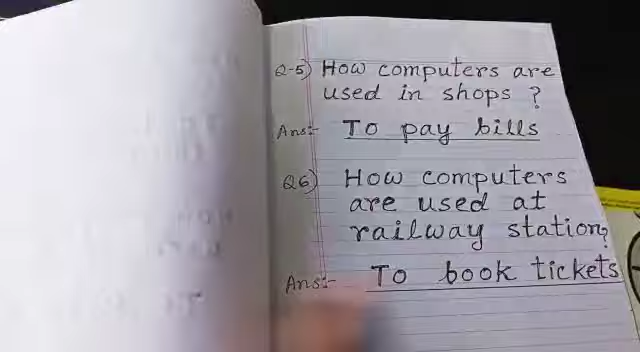 Q-5) How computers are
used in shops ?
Ans:- To pay bills
Q6) How computers
are used at
railway station?
Ans:- To book tickets